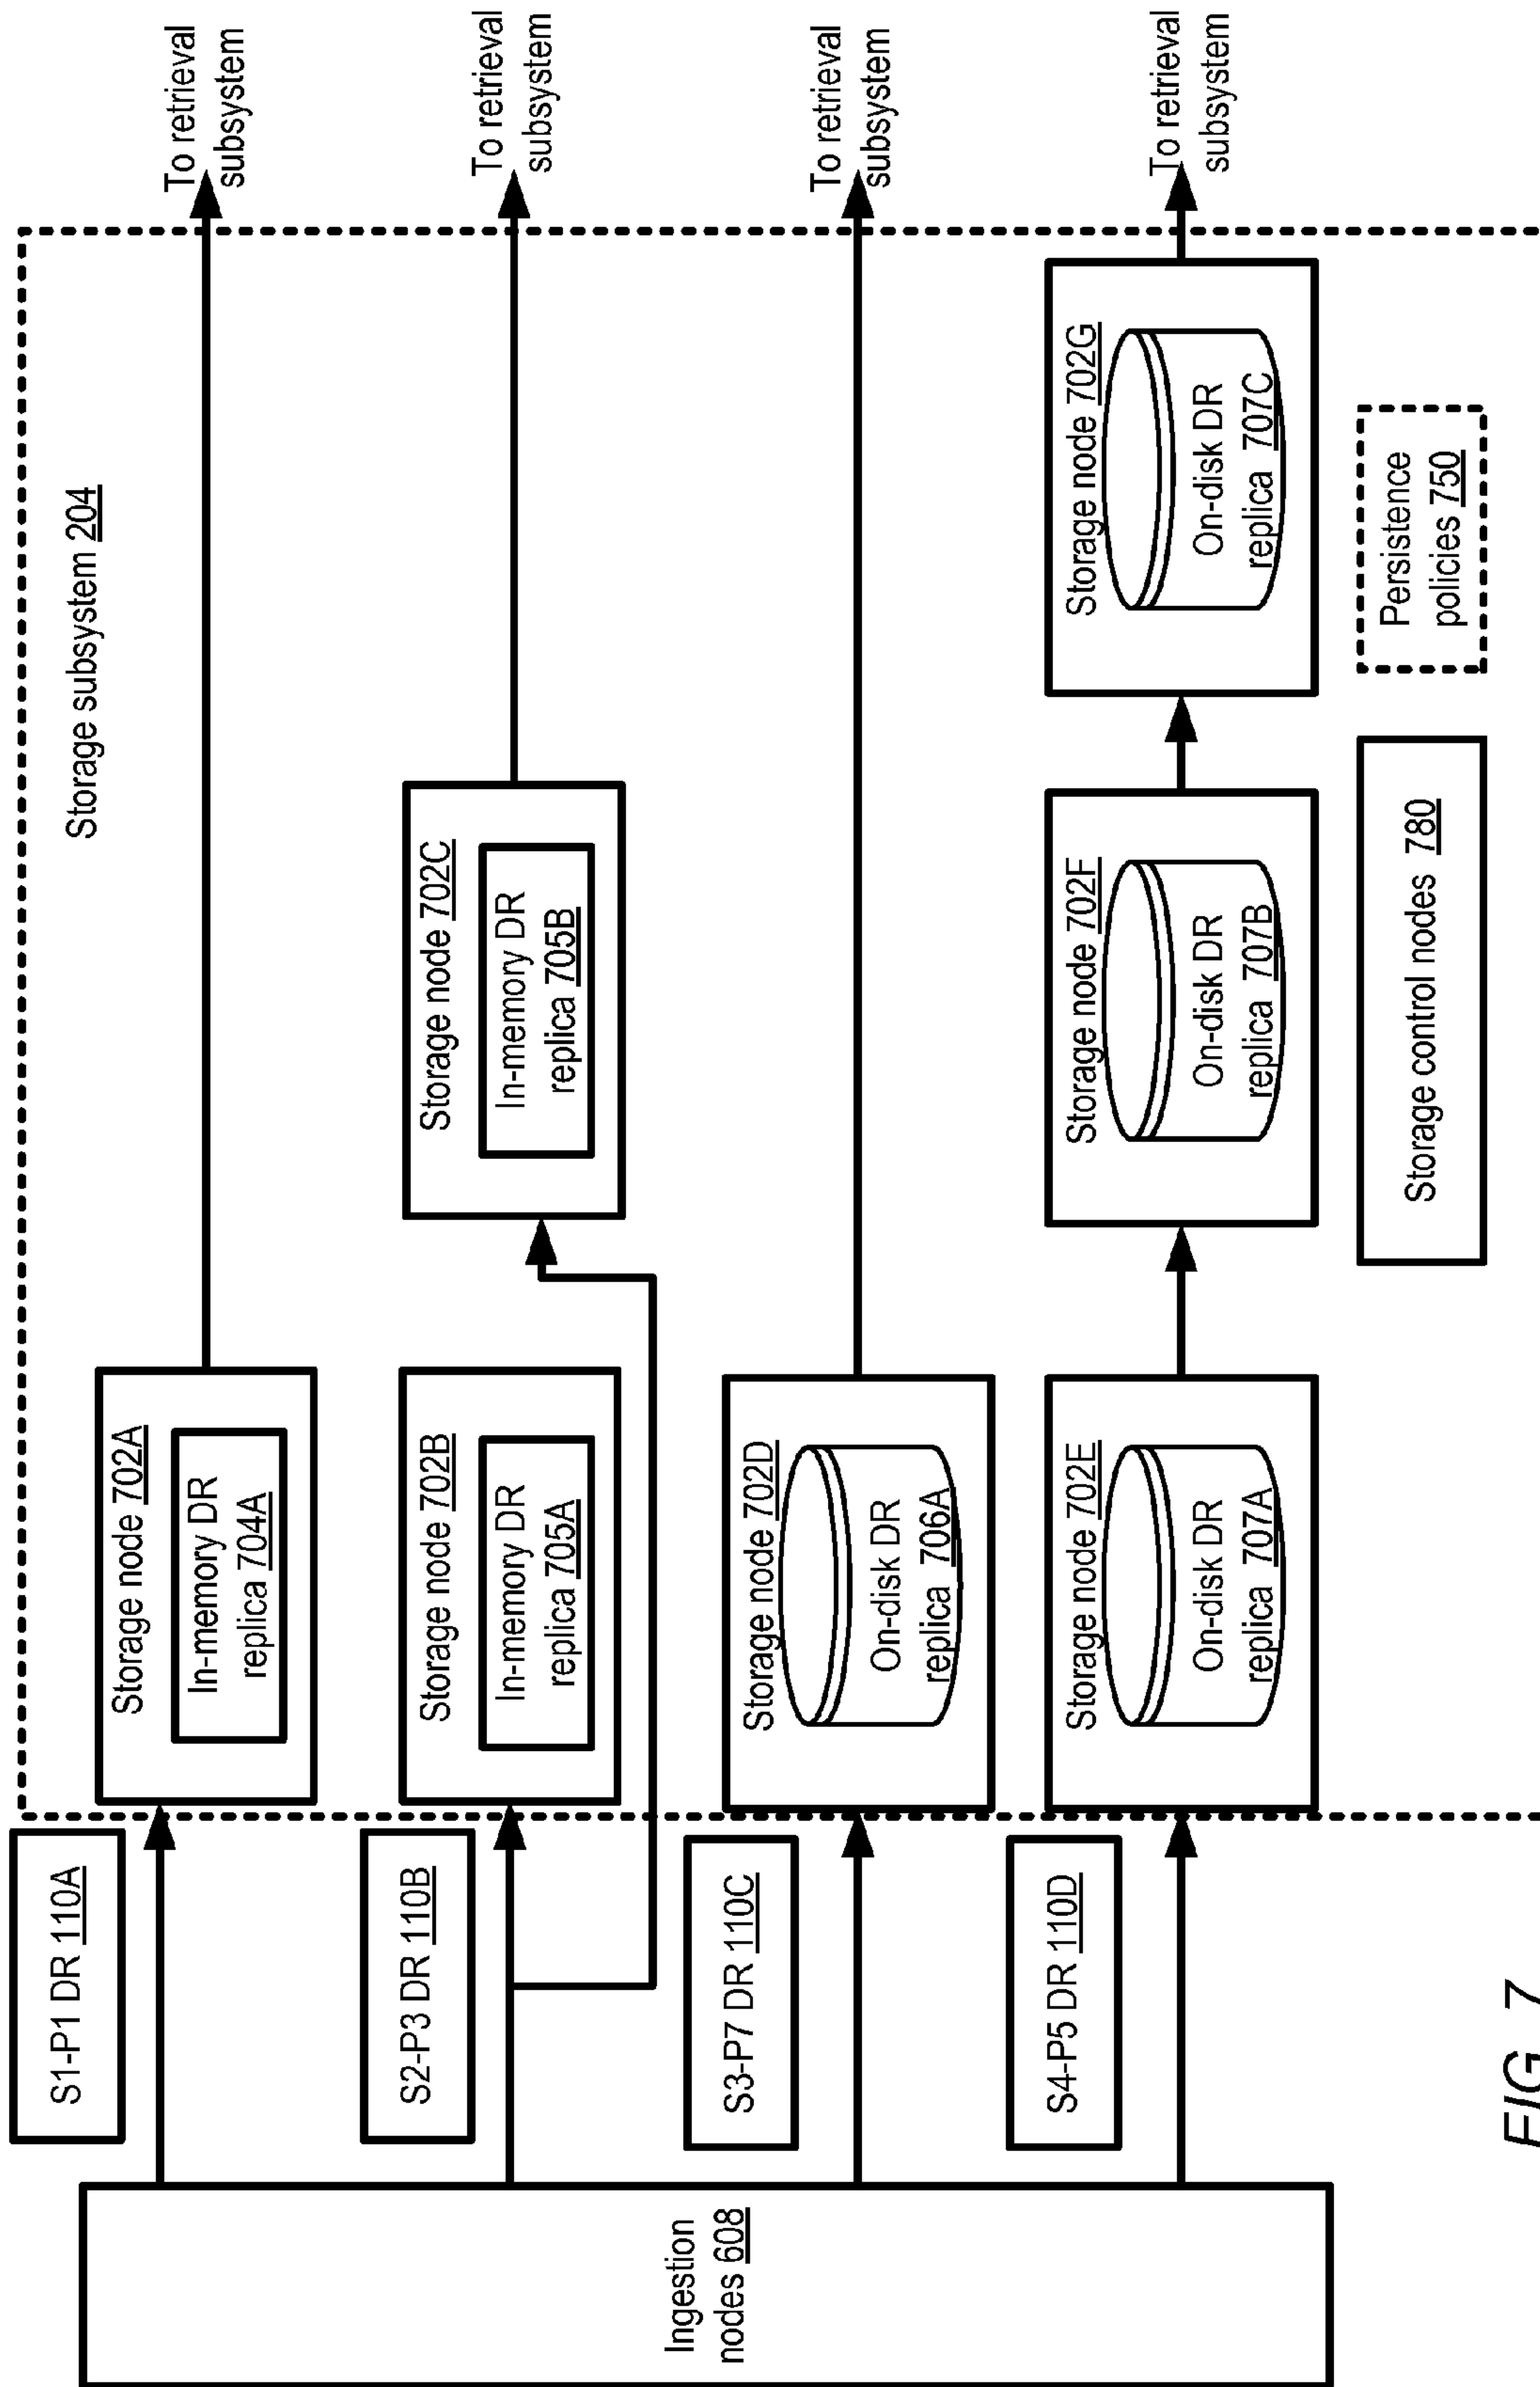 Storage subsystem 204
S1-P1 DR 110A
Storage node 702A
In-memory DR
replica 704A
To retrieval
subsystem
S2-P3 DR 110B
Storage node 702B
In-memory DR
replica 705A
Storage node 702C
In-memory DR
replica 705B
To retrieval
subsystem
Ingestion
nodes 608
S3-P7 DR 110C
Storage node 702D
On-disk DR
replica 706A
To retrieval
subsystem
S4-P5 DR 110D
Storage node 702E
On-disk DR
replica 707A
Storage node 702F
On-disk DR
replica 707B
Storage node 702G
On-disk DR
replica 707C
To retrieval
subsystem
Storage control nodes 780
Persistence
policies 750
FIG. 7